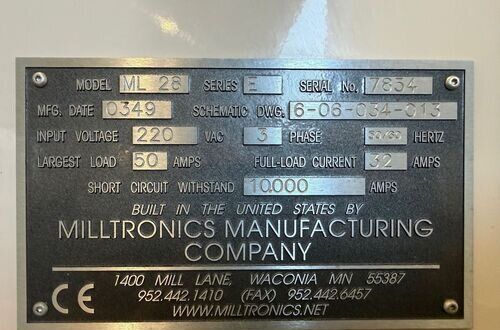 MODEL ML 28 SERIES E SERIAL No. 7834
MFG. DATE 0349 SCHEMATIC DWG. 6-06-034-013
INPUT VOLTAGE 220 VAC 3 PHASE 50/60 HERTZ
LARGEST LOAD 50 AMPS FULL-LOAD CURRENT 32 AMPS
SHORT CIRCUIT WITHSTAND 10,000 AMPS
BUILT IN THE UNITED STATES BY
MILLTRONICS MANUFACTURING
COMPANY
1400 MILL LANE, WACONIA MN 55387
CE 952.442.1410 (FAX) 952.442.6457
WWW.MILLTRONICS.NET